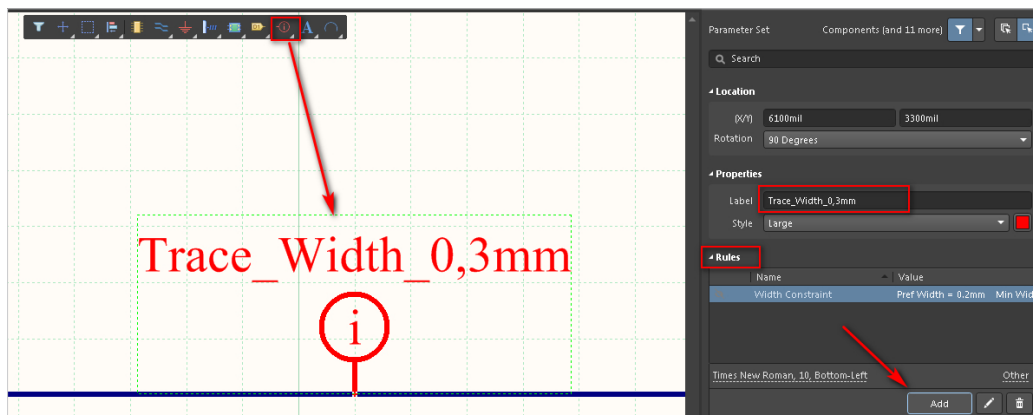 Parameter Set Components (and 11 more)
Search
Location
(X/Y) 6100mil 3300mil
Rotation 90 Degrees
Properties
Label Trace_Width_0,3mm
Style Large
Rules
Name Value
Width Constraint Pref Width = 0.2mm Min Wid
Times New Roman, 10, Bottom-Left Other
Add
Trace_Width_0,3mm
i